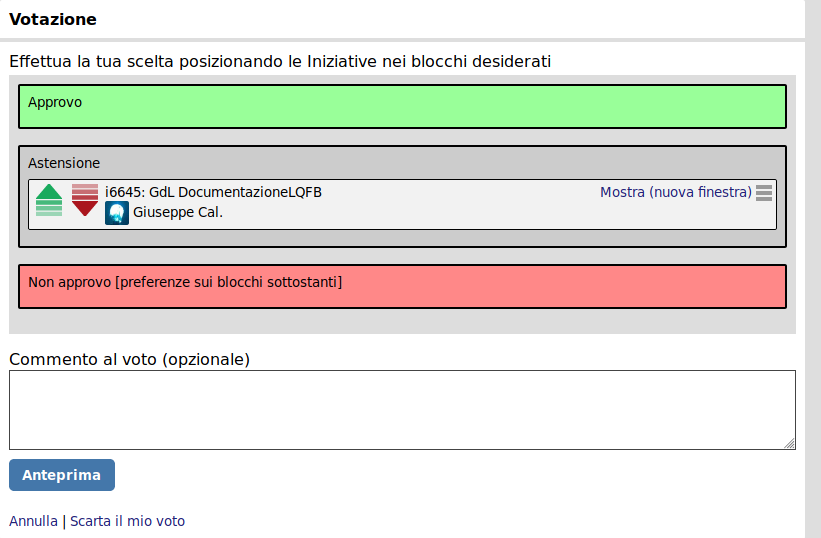 Votazione
Effettua la tua scelta posizionando le Iniziative nei blocchi desiderati
Approvo
Astensione
i6645: GdL DocumentazioneLQFB
Mostra (nuova finestra)
Giuseppe Cal.
Non approvo [preferenze sui blocchi sottostanti]
Commento al voto (opzionale)
Anteprima
Annulla | Scarta il mio voto